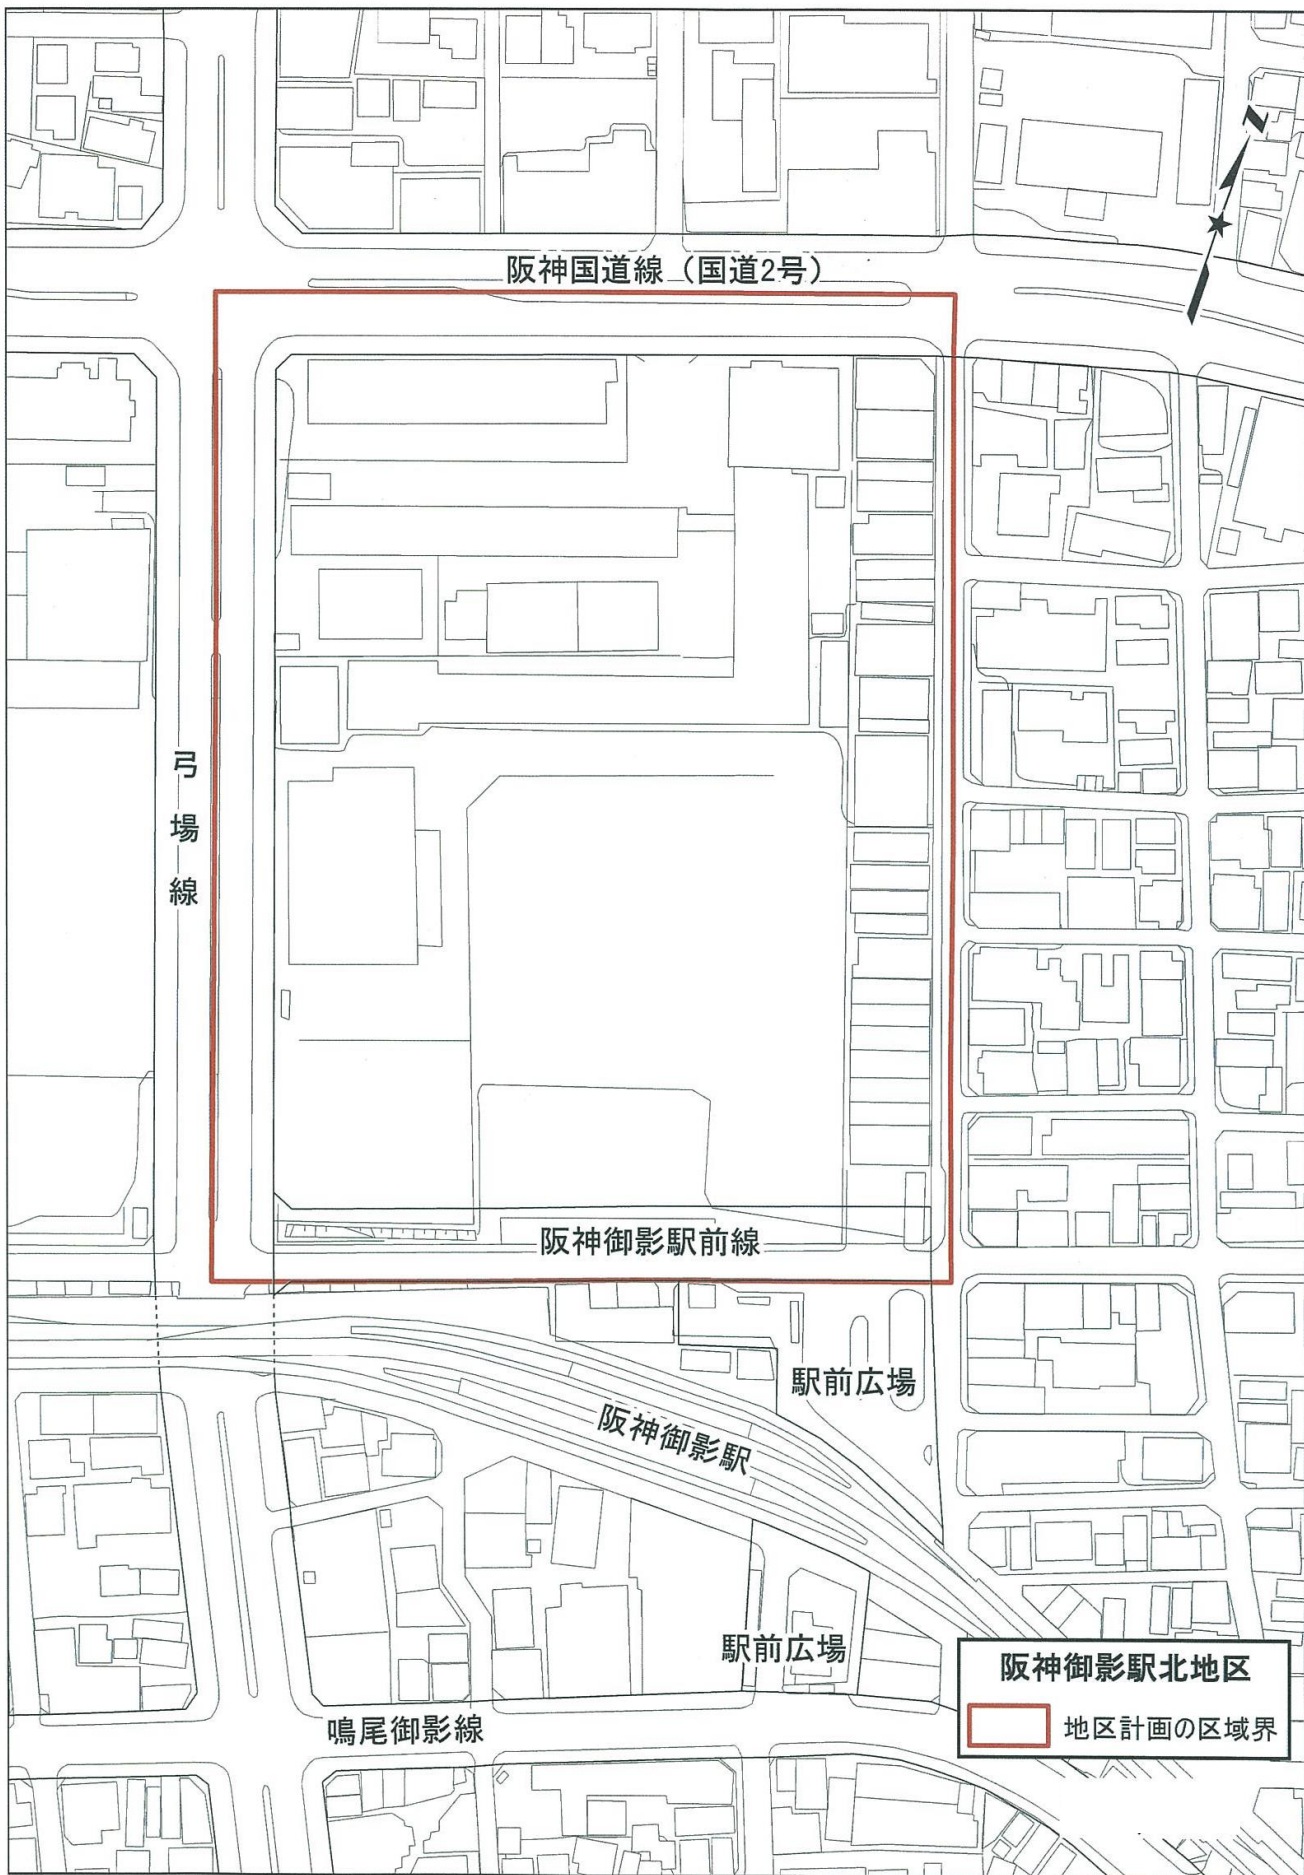 N
阪神国道線（国道2号）
弓場線
阪神御影駅前線
駅前広場
阪神御影駅
駅前広場
阪神御影駅北地区
地区計画の区域界
鳴尾御影線